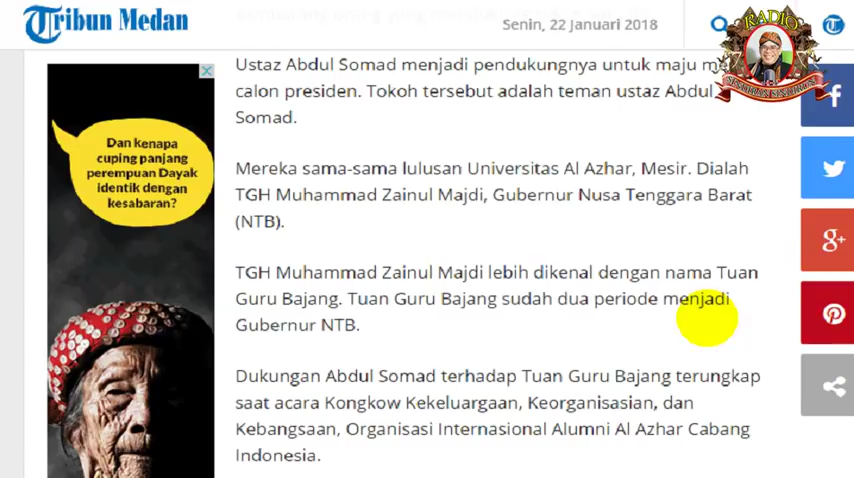 Tribun Medan
Senin, 22 Januari 2018
RADIO
Ustaz Abdul Somad menjadi pendukungnya untuk maju
calon presiden. Tokoh tersebut adalah teman ustaz Abdul
Somad.
Mereka sama-sama lulusan Universitas Al Azhar, Mesir. Dialah
TGH Muhammad Zainul Majdi, Gubernur Nusa Tenggara Barat
(NTB).
TGH Muhammad Zainul Majdi lebih dikenal dengan nama Tuan
Guru Bajang. Tuan Guru Bajang sudah dua periode menjadi
Gubernur NTB.
Dukungan Abdul Somad terhadap Tuan Guru Bajang terungkap
saat acara Kongkow Kekeluargaan, Keorganisasian, dan
Kebangsaan, Organisasi Internasional Alumni Al Azhar Cabang
Indonesia.
Dan kenapa
cuping panjang
perempuan Dayak
identik dengan
kesabaran?